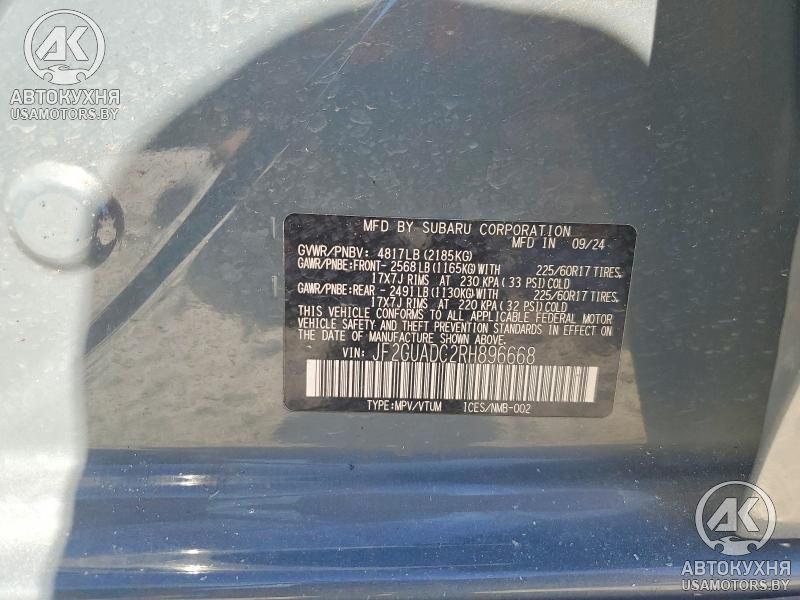 AK
АВТОКУХНЯ
USAMOTORS.BY
MFD BY SUBARU CORPORATION
MFD IN 09/24
GVWR/PNBV: 4817LB (2185KG)
GAWR/PNBE:FRONT- 2568LB(1165KG)WITH 225/60R17 TIRES,
17X7J RIMS AT 230 KPA(33 PSI)COLD
GAWR/PNBE:REAR -2491LB(1130KG)WITH 225/60R17 TIRES,
17X7J RIMS AT 220 KPA(32 PSI)COLD
THIS VEHICLE CONFORMS TO ALL APPLICABLE FEDERAL MOTOR
VEHICLE SAFETY AND THEFT PREVENTION STANDARDS IN EFFECT
ON THE DATE OF MANUFACTURE SHOWN ABOVE.
VIN: JF2GUADC2RH896668
TYPE:MPV/VTUM ICES/NMB-002
AK
АВТОКУХНЯ
USAMOTORS.BY